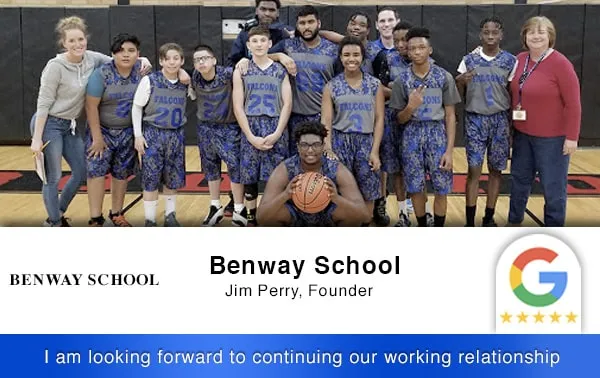 FALCONS
20
FALCONS
25
FALCONS
3
BENWAY SCHOOL
Benway School
Jim Perry, Founder
G
I am looking forward to continuing our working relationship